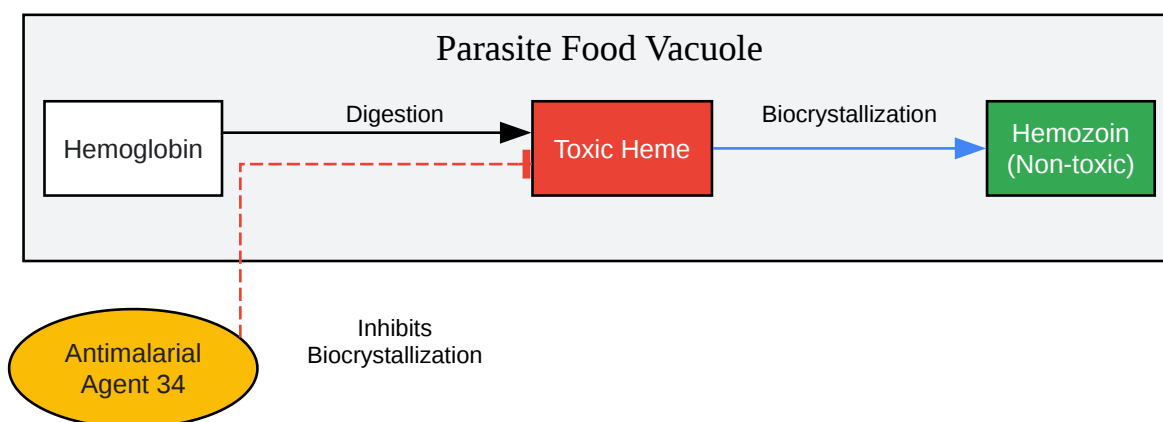 Parasite Food Vacuole
Digestion
Biocrystallization
Hemoglobin
Toxic Heme
Hemozoin
(Non-toxic)
Inhibits
Biocrystallization
Antimalarial
Agent 34